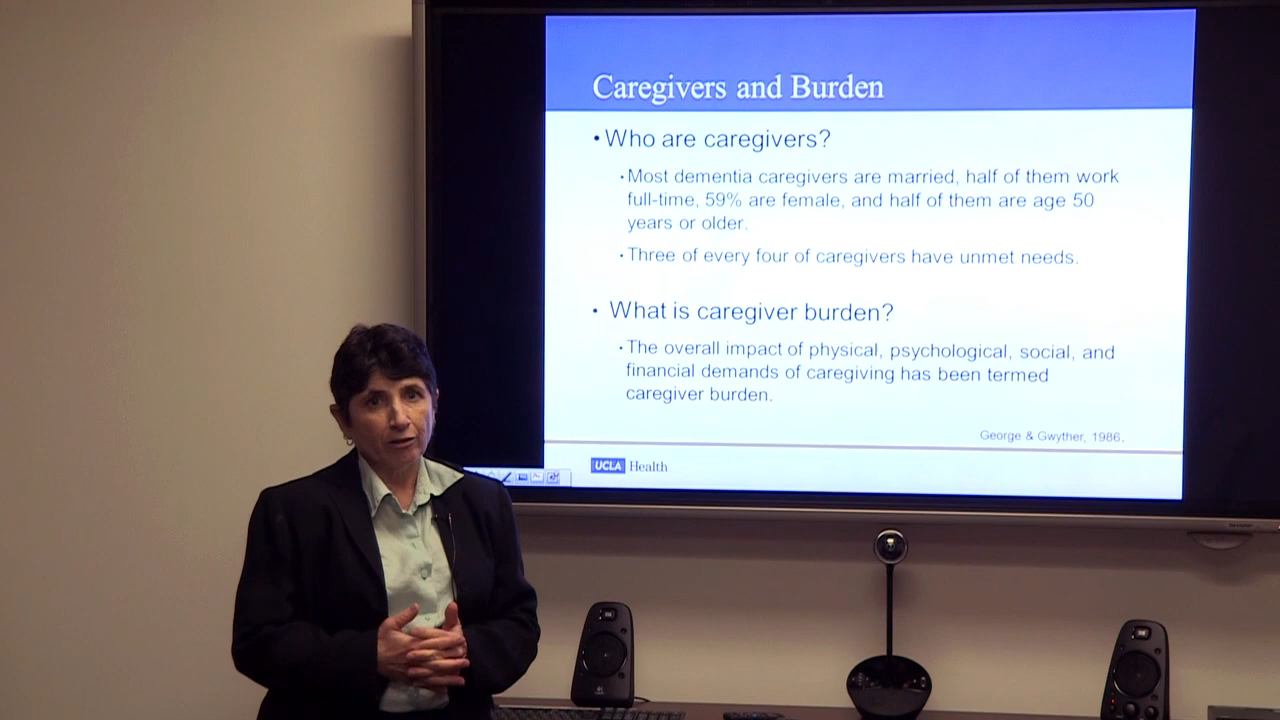 Caregivers and Burden
• Who are caregivers?
• Most dementia caregivers are married, half of them work
full-time, 59% are female, and half of them are age 50
years or older.
• Three of every four of caregivers have unmet needs.
• What is caregiver burden?
• The overall impact of physical, psychological, social, and
financial demands of caregiving has been termed
caregiver burden.
George & Gwyther, 1986.
UCLA Health